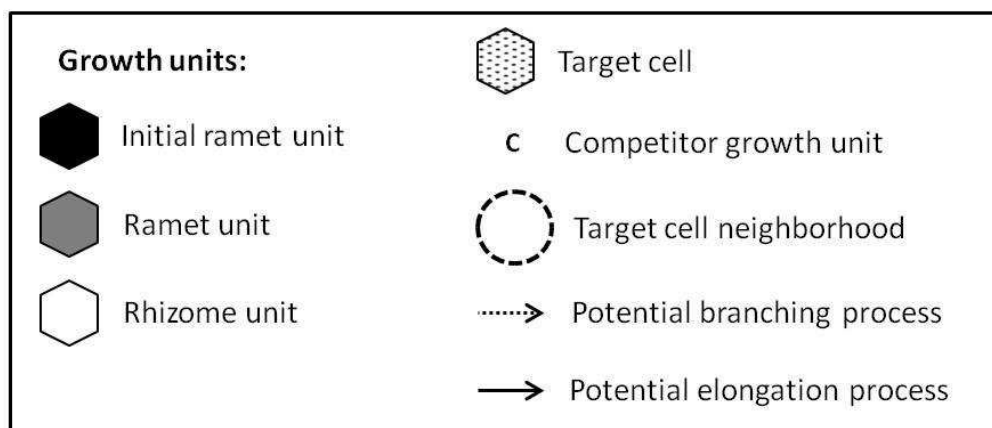 Growth units:
Initial ramet unit
Ramet unit
Rhizome unit
Target cell
C Competitor growth unit
Target cell neighborhood
Potential branching process
Potential elongation process